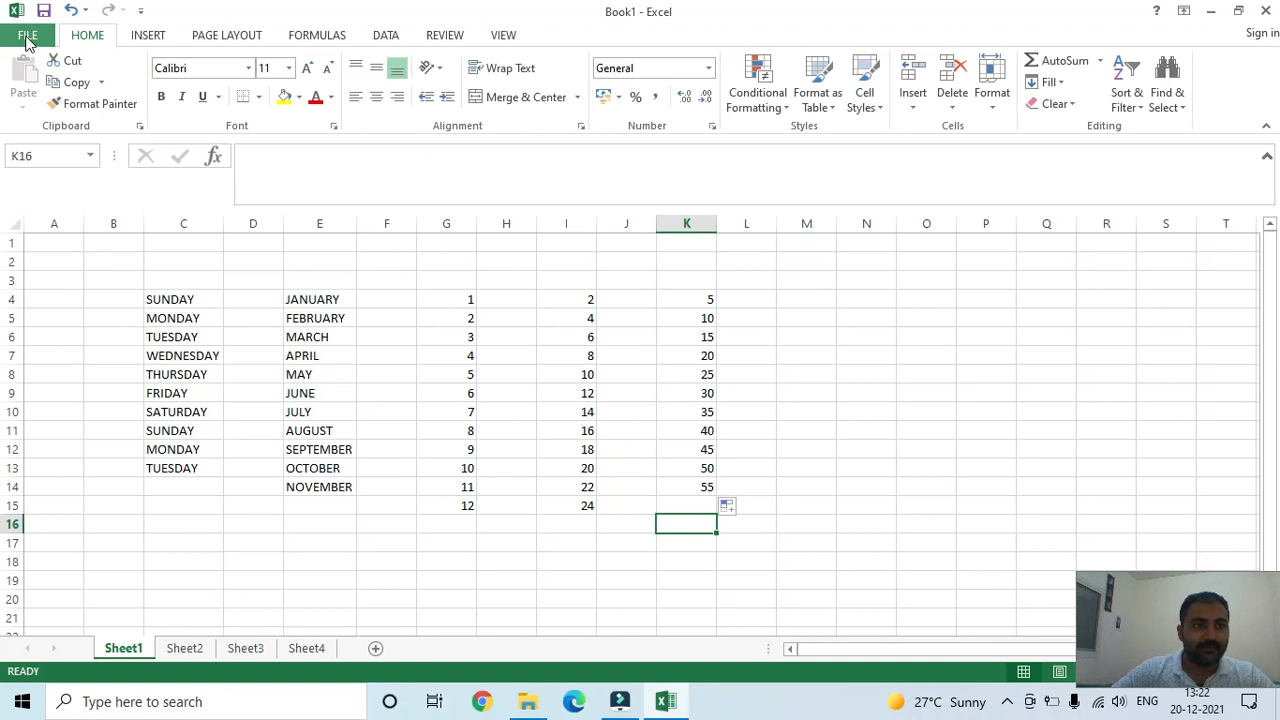 Book1 - Excel
?
FILE HOME INSERT PAGE LAYOUT FORMULAS DATA REVIEW VIEW Sign in
Paste Cut
Copy
Format Painter
Clipboard
Calibri 11
B I U A
Font
Wrap Text
Merge & Center
Alignment
General
% ,
Number
Conditional Formatting
Format as Table
Cell Styles
Styles
Insert Delete Format
Cells
AutoSum
Fill
Clear
Sort & Filter
Find & Select
Editing
K16 fx
A B C D E F G H I J K L M N O P Q R S T
1
2
3
4 SUNDAY JANUARY 1 2 5
5 MONDAY FEBRUARY 2 4 10
6 TUESDAY MARCH 3 6 15
7 WEDNESDAY APRIL 4 8 20
8 THURSDAY MAY 5 10 25
9 FRIDAY JUNE 6 12 30
10 SATURDAY JULY 7 14 35
11 SUNDAY AUGUST 8 16 40
12 MONDAY SEPTEMBER 9 18 45
13 TUESDAY OCTOBER 10 20 50
14 NOVEMBER 11 22 55
15 12 24
16
17
18
19
20
21
Sheet1 Sheet2 Sheet3 Sheet4
READY
Type here to search
27°C Sunny
ENG
13:22
20-12-2021